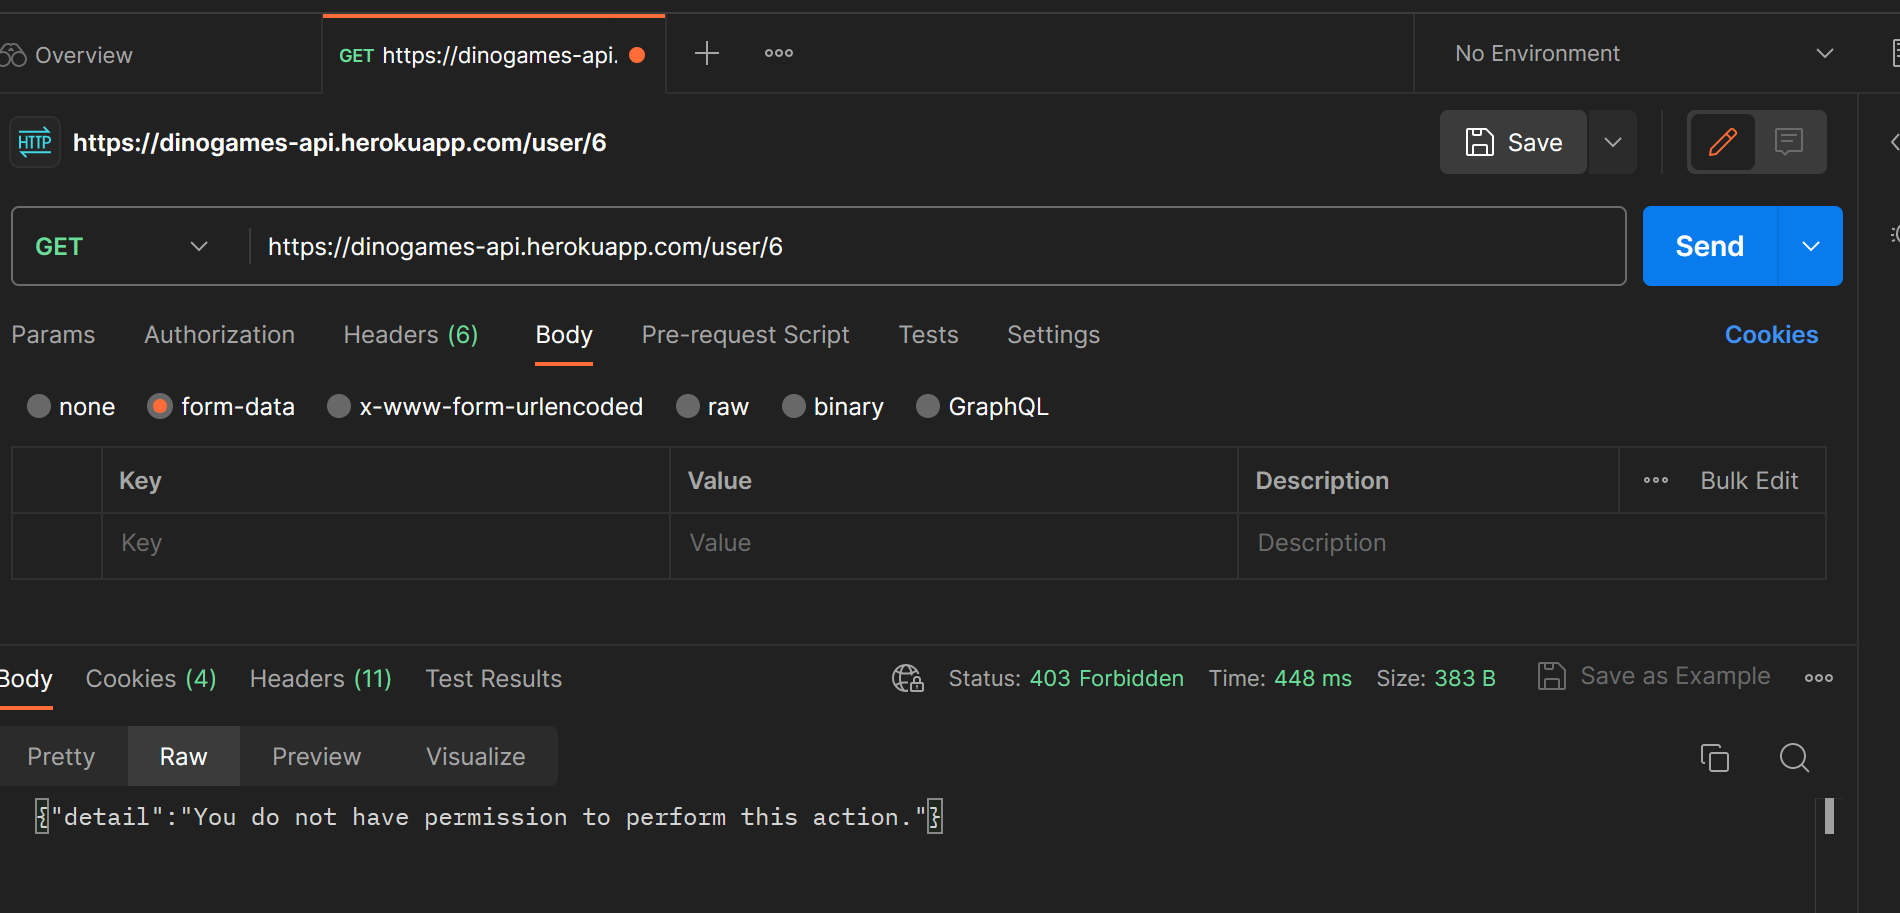 Overview
GET https://dinogames-api.
No Environment
HTTP https://dinogames-api.herokuapp.com/user/6
Save
GET https://dinogames-api.herokuapp.com/user/6
Send
Params Authorization Headers (6) Body Pre-request Script Tests Settings Cookies
none form-data x-www-form-urlencoded raw binary GraphQL
Key Value Description Bulk Edit
Key Value Description
Body Cookies (4) Headers (11) Test Results Status: 403 Forbidden Time: 448 ms Size: 383 B Save as Example
Pretty Raw Preview Visualize
{"detail":"You do not have permission to perform this action."}